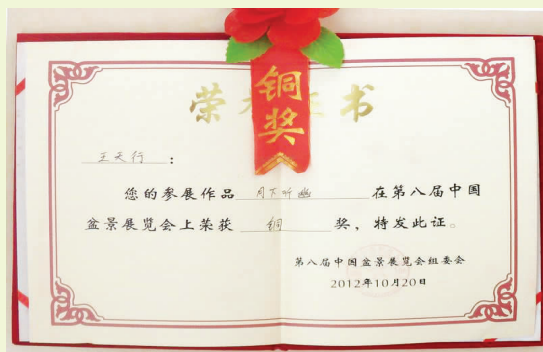 铜奖
荣 书
王天行：
您的参展作品 月下听幽 在第八届中国
盆景展览会上荣获 铜 奖，特发此证。
第八届中国盆景展览会组委会
2012年10月20日